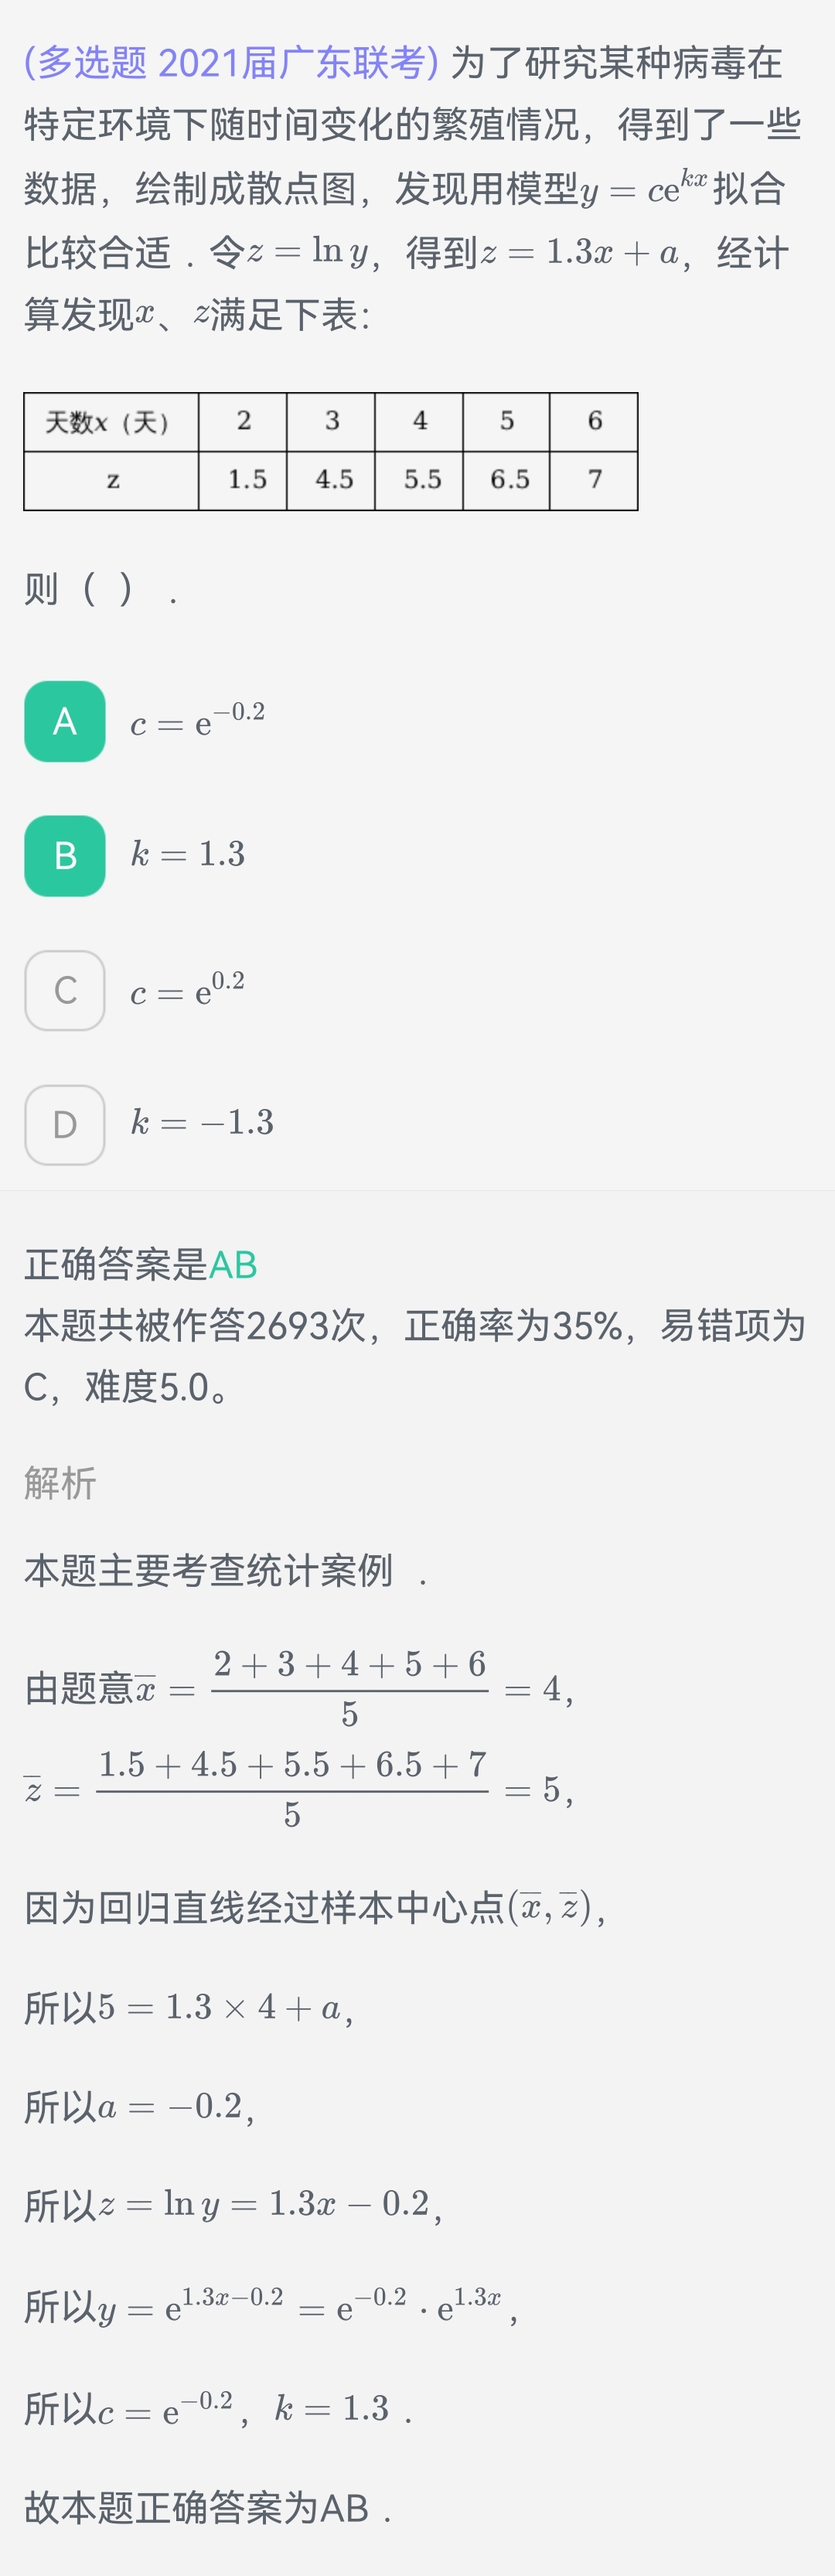 (多选题 2021届广东联考) 为了研究某种病毒在
特定环境下随时间变化的繁殖情况，得到了一些
数据，绘制成散点图，发现用模型y = ce^{kx}拟合
比较合适．令z = ln y，得到z = 1.3x + a，经计
算发现x、z满足下表：
天数x（天） 2 3 4 5 6
z 1.5 4.5 5.5 6.5 7
则（ ）．
A c = e^{-0.2}
B k = 1.3
C c = e^{0.2}
D k = −1.3
正确答案是AB
本题共被作答2693次，正确率为35%，易错项为
C，难度5.0。
解析
本题主要考查统计案例 ．
由题意\overline{x} = \frac{2 + 3 + 4 + 5 + 6}{5} = 4，
\overline{z} = \frac{1.5 + 4.5 + 5.5 + 6.5 + 7}{5} = 5，
因为回归直线经过样本中心点(\overline{x}, \overline{z})，
所以5 = 1.3 × 4 + a，
所以a = −0.2，
所以z = ln y = 1.3x − 0.2，
所以y = e^{1.3x−0.2} = e^{−0.2} · e^{1.3x}，
所以c = e^{−0.2}，k = 1.3．
故本题正确答案为AB．